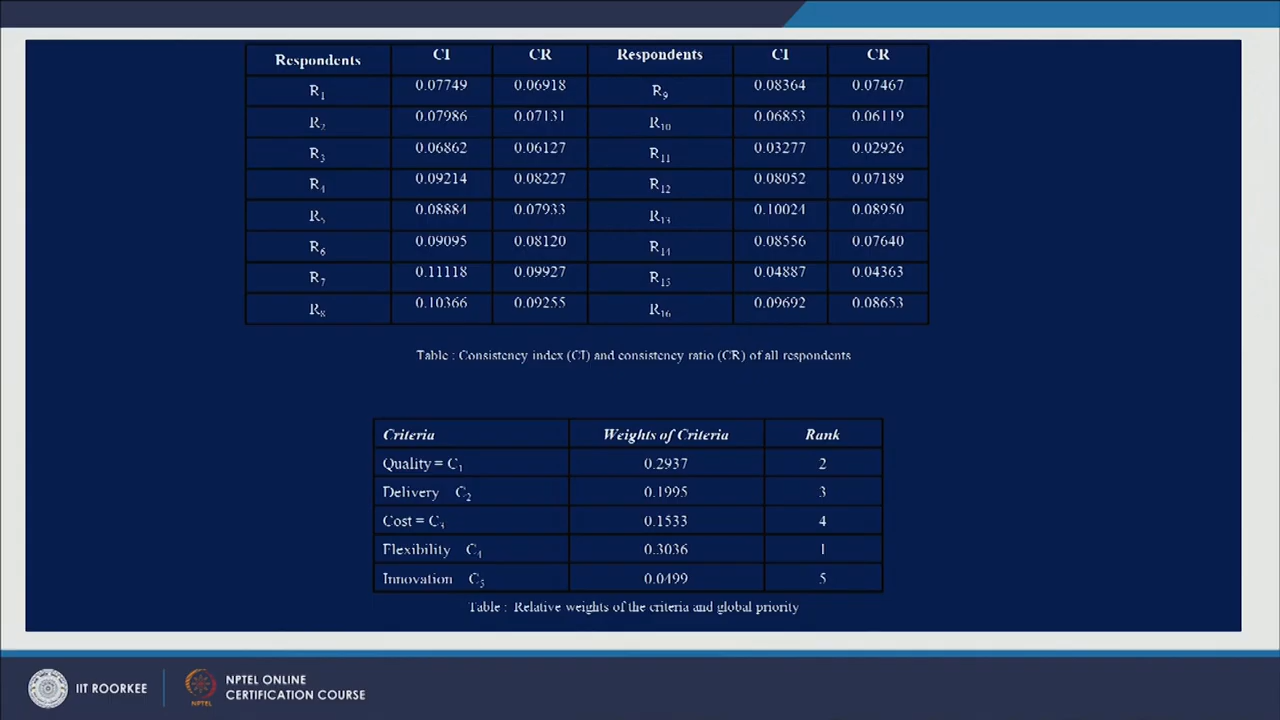 Respondents CI CR Respondents CI CR
R1 0.07749 0.06918 R9 0.08364 0.07467
R2 0.07986 0.07131 R10 0.06853 0.06119
R3 0.06862 0.06127 R11 0.03277 0.02926
R4 0.09214 0.08227 R12 0.08052 0.07189
R5 0.08884 0.07933 R13 0.10024 0.08950
R6 0.09095 0.08120 R14 0.08556 0.07640
R7 0.11118 0.09927 R15 0.04887 0.04363
R8 0.10366 0.09255 R16 0.09692 0.08653
Table : Consistency index (CI) and consistency ratio (CR) of all respondents
Criteria Weights of Criteria Rank
Quality = C1 0.2937 2
Delivery C2 0.1995 3
Cost = C3 0.1533 4
Flexibility C4 0.3036 1
Innovation C5 0.0499 5
Table : Relative weights of the criteria and global priority
IIT ROORKEE
NPTEL ONLINE
CERTIFICATION COURSE
NPTEL